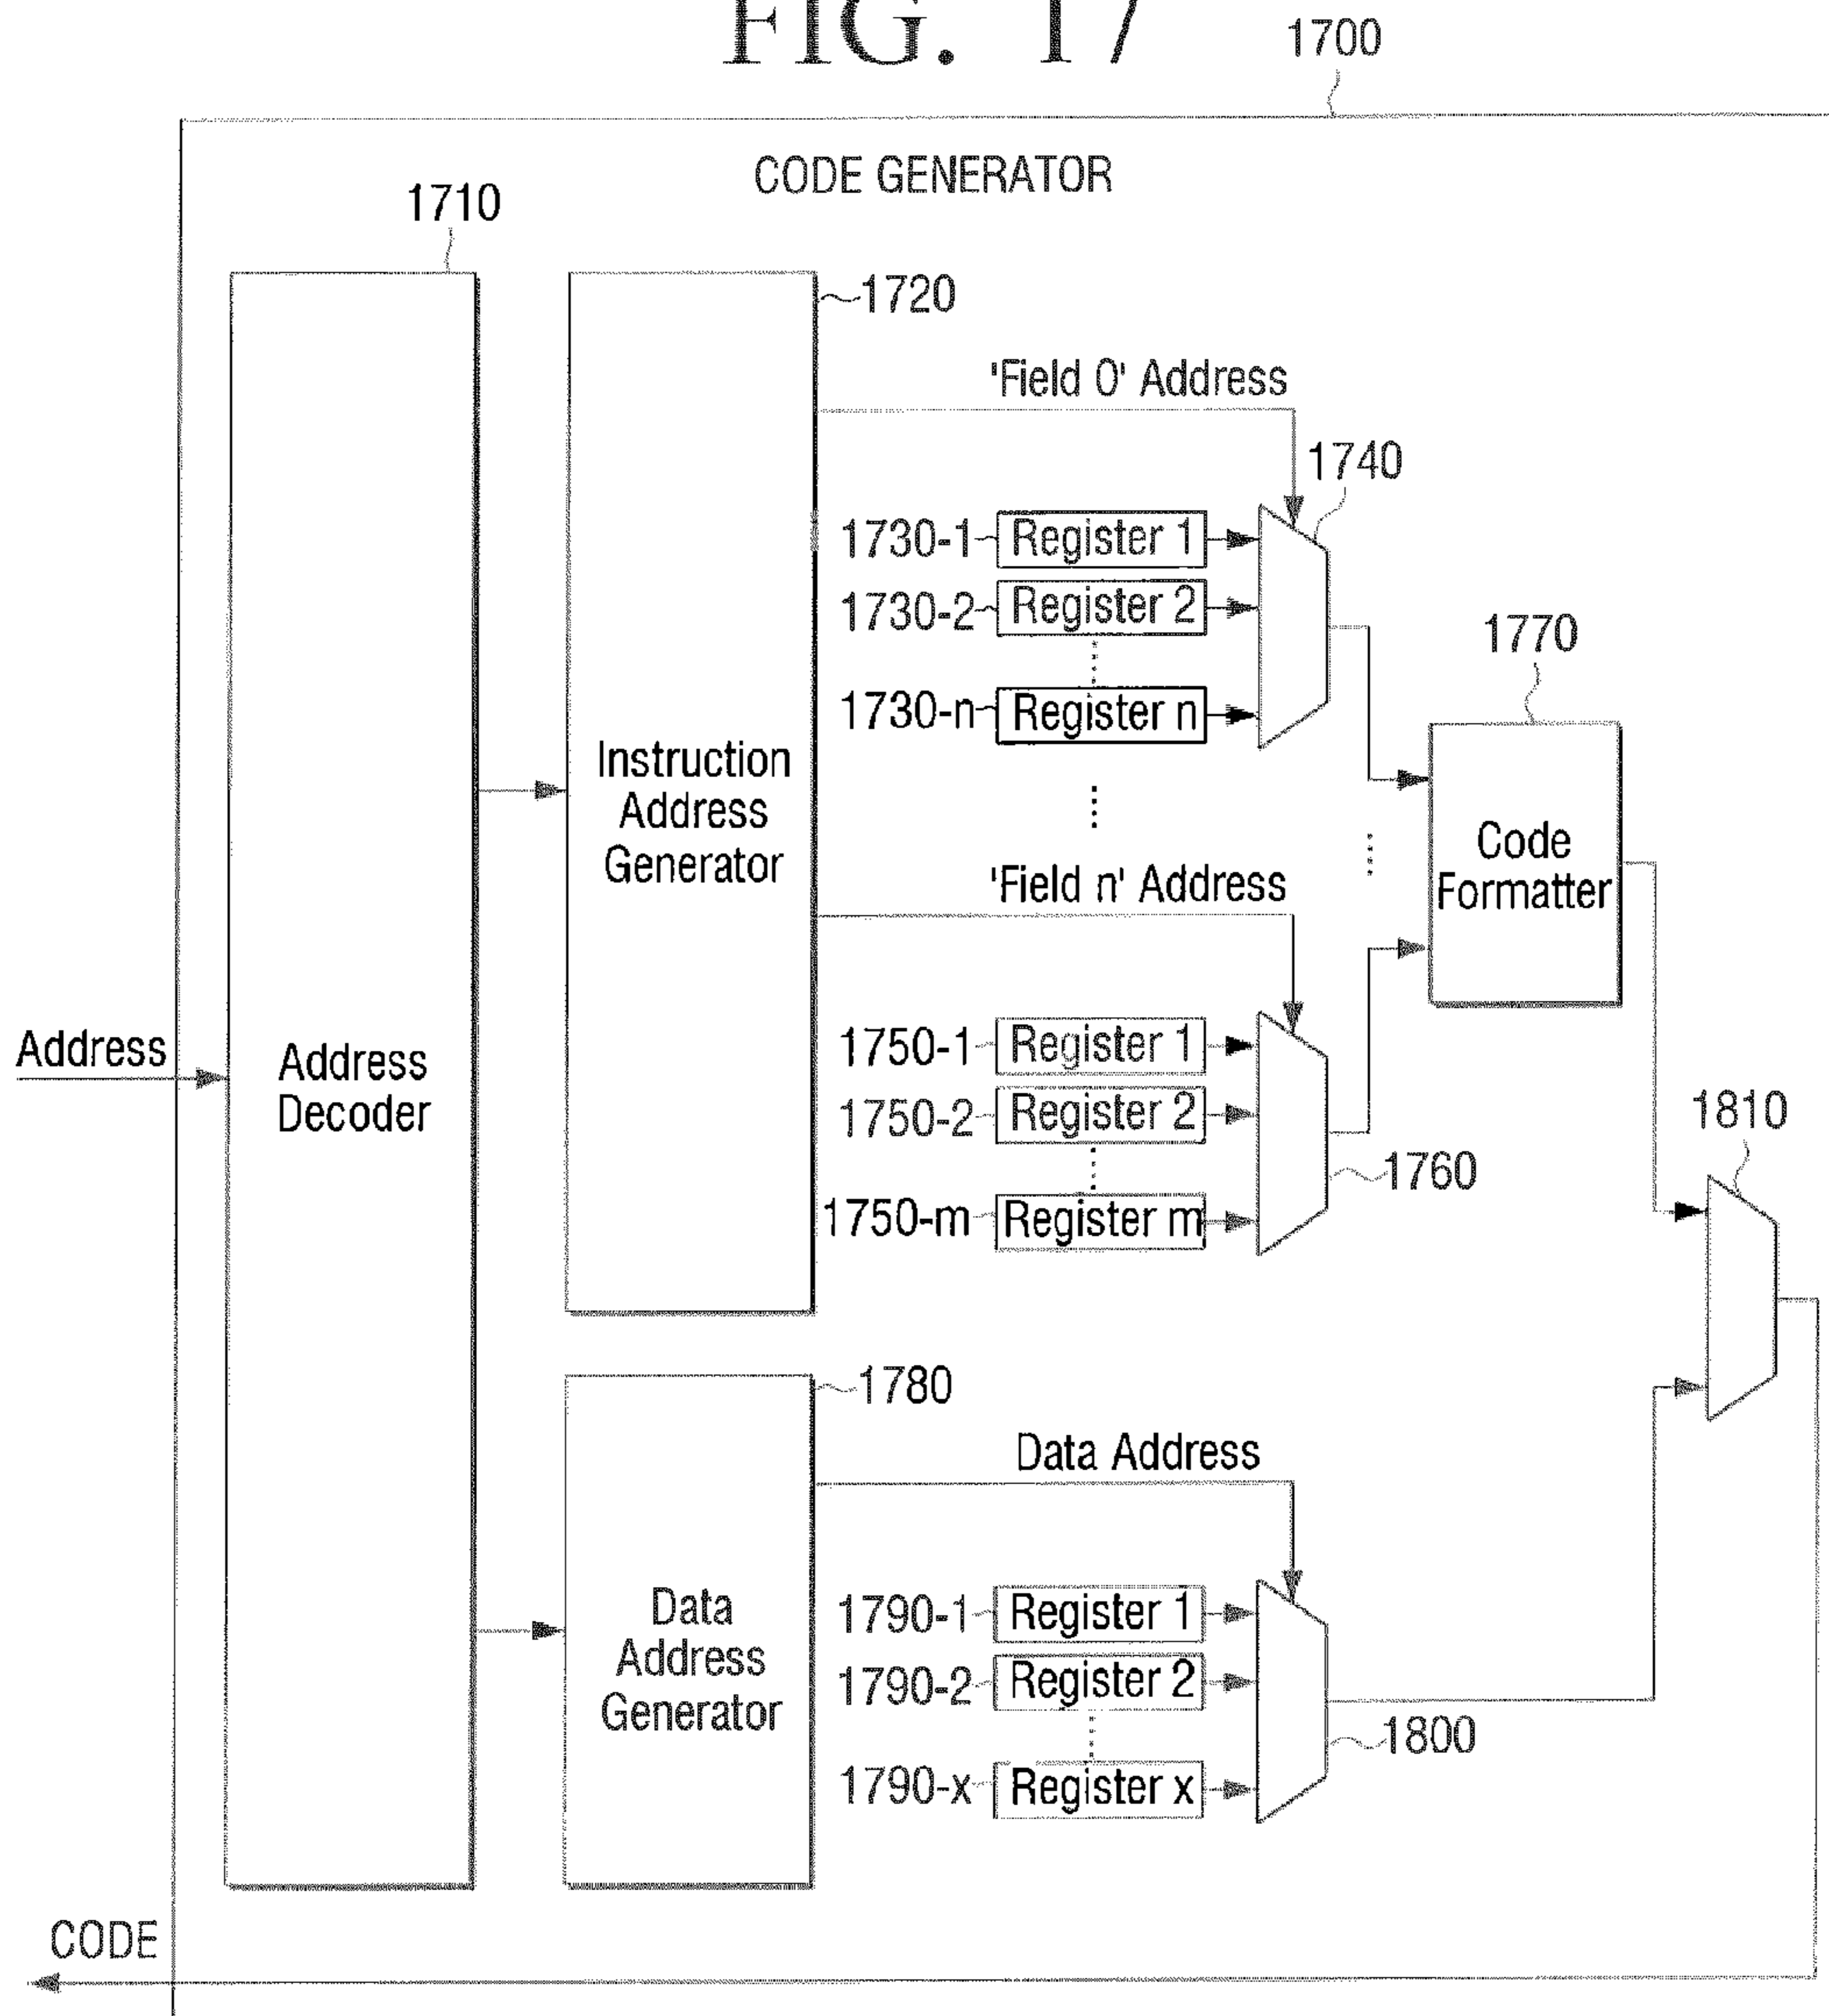 FIG. 17
1700
CODE GENERATOR
1710
1720
'Field 0' Address
1740
1730-1
Register 1
1730-2
Register 2
1730-n
Register n
1770
Instruction
Address
Generator
Code
Formatter
'Field n' Address
Address
Address
Decoder
1750-1
Register 1
1750-2
Register 2
1750-m
Register m
1760
1810
1780
Data Address
Data
Address
Generator
1790-1
Register 1
1790-2
Register 2
1790-x
Register x
1800
CODE